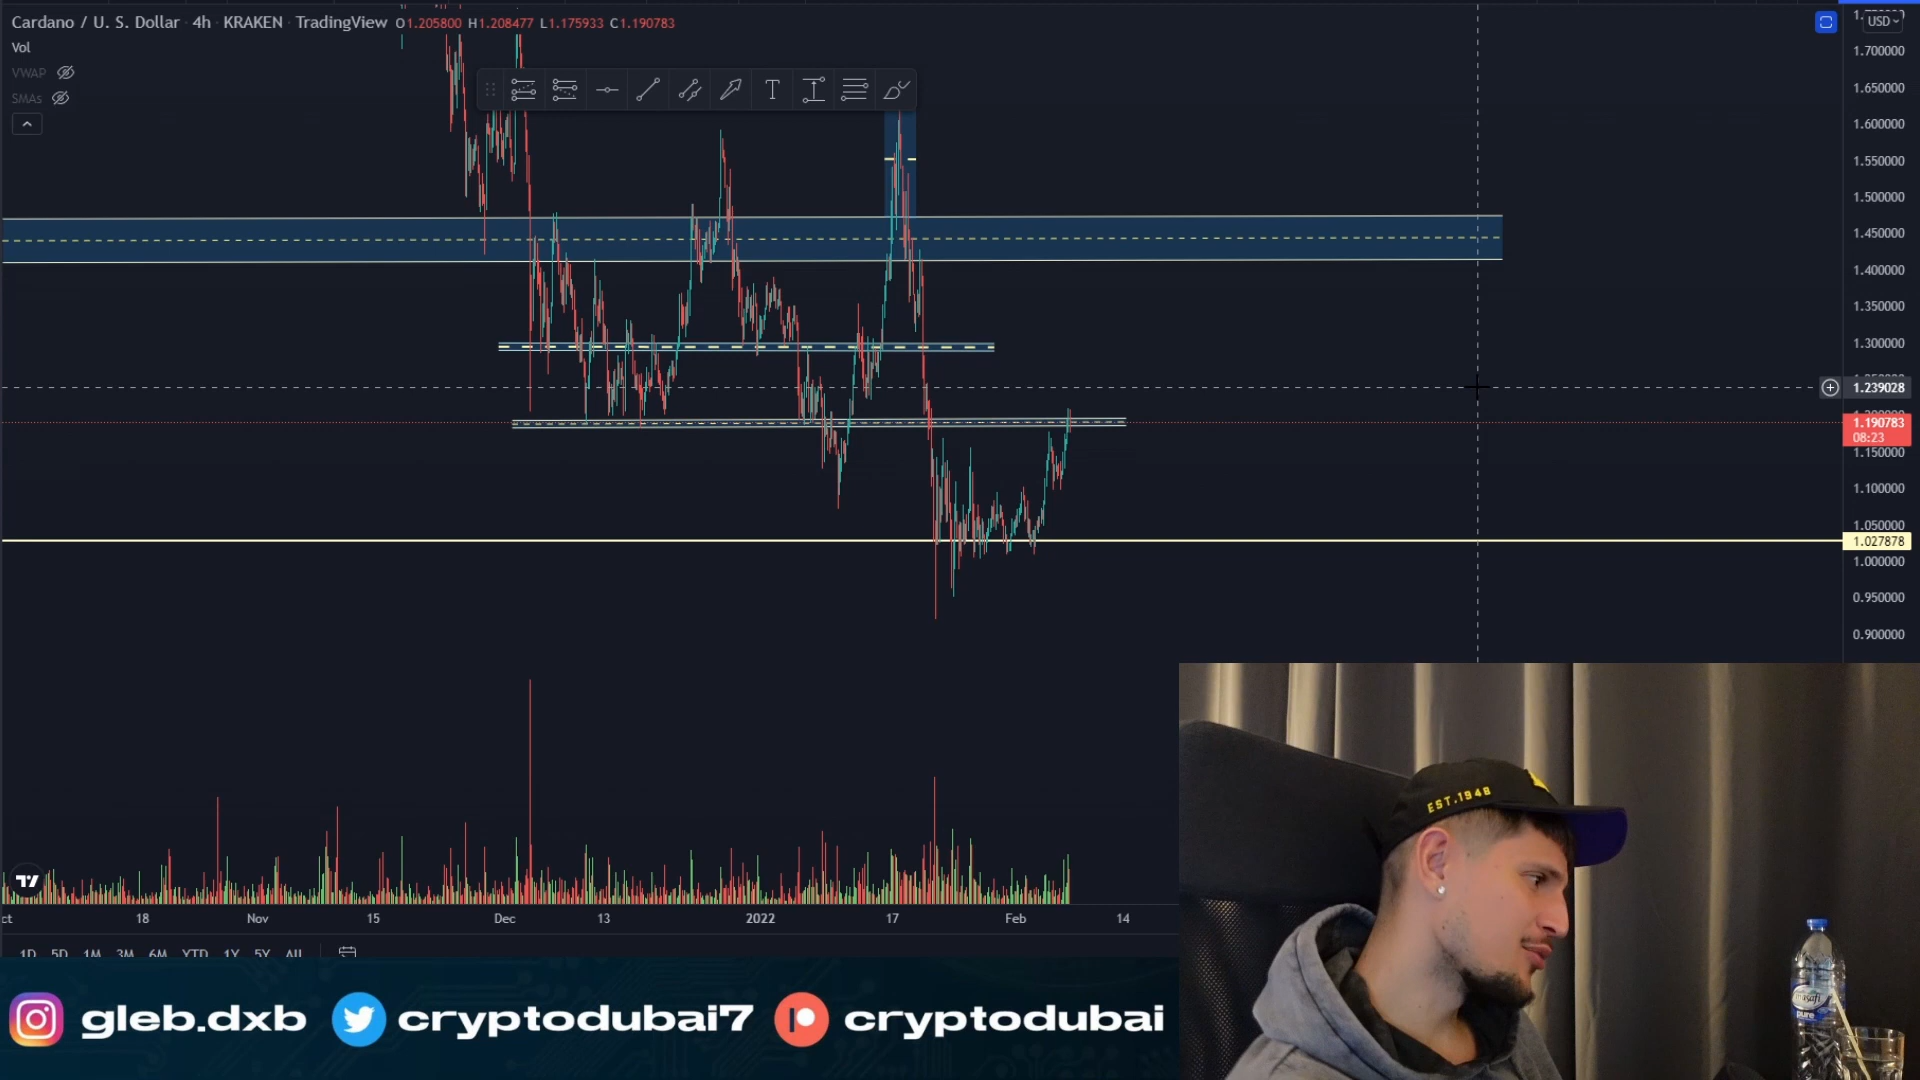 Cardano / U. S. Dollar · 4h · KRAKEN · TradingView O1.205800 H1.208477 L1.175933 C1.190783
USD
Vol
VWAP
SMAs
T
1.700000
1.650000
1.600000
1.550000
1.500000
1.450000
1.400000
1.350000
1.300000
1.239028
1.190783
08:23
1.150000
1.100000
1.050000
1.027878
1.000000
0.950000
0.900000
18 Nov 15 Dec 13 2022 17 Feb 14
1D 5D 1M 3M 6M YTD 1Y 5Y All
gleb.dxb cryptodubai7 cryptodubai
EST.1948
masafi
pure